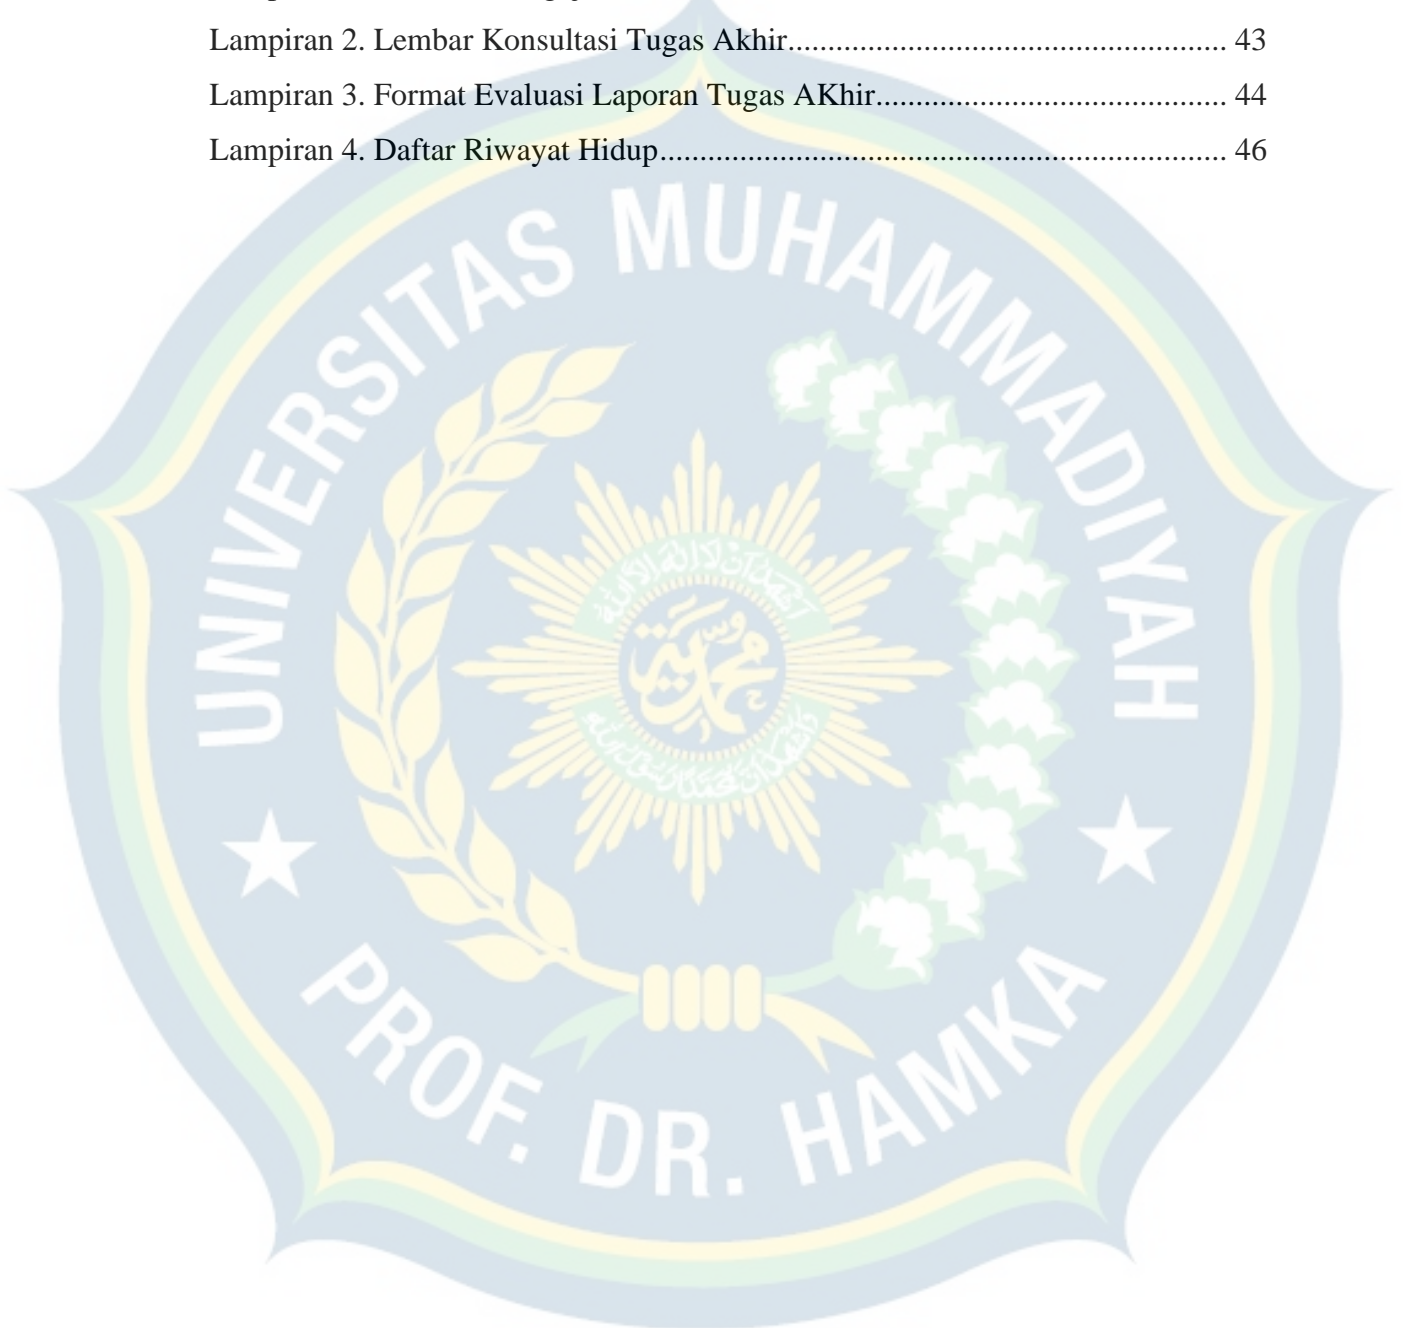 Lampiran 2. Lembar Konsultasi Tugas Akhir....................................................... 43
Lampiran 3. Format Evaluasi Laporan Tugas AKhir............................................ 44
Lampiran 4. Daftar Riwayat Hidup....................................................................... 46
UNIVERSITAS MUHAMMADIYAH
محمدية
PROF. DR. HAMKA